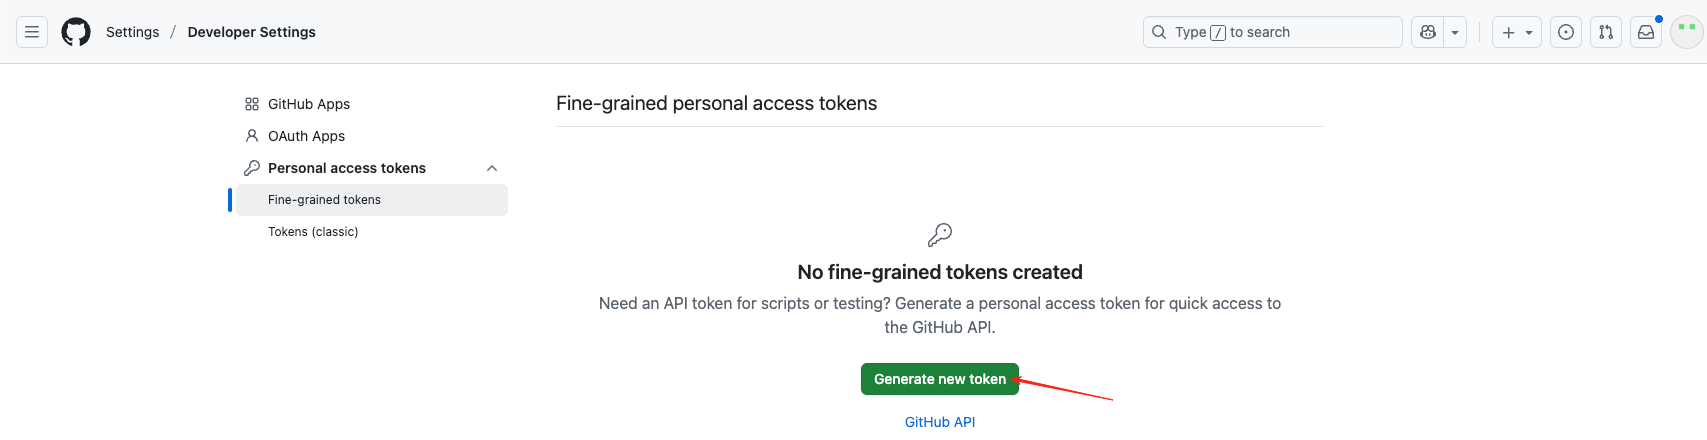 Settings / Developer Settings
Type / to search
GitHub Apps
OAuth Apps
Personal access tokens
Fine-grained tokens
Tokens (classic)
Fine-grained personal access tokens
No fine-grained tokens created
Need an API token for scripts or testing? Generate a personal access token for quick access to
the GitHub API.
Generate new token
GitHub API